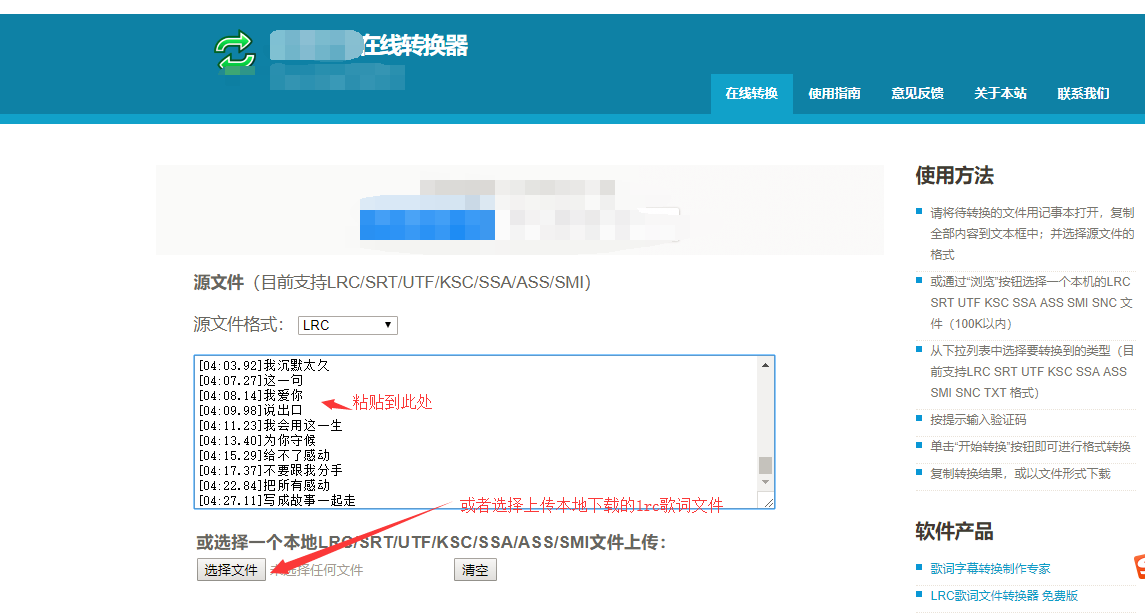 在线转换器
在线转换 使用指南 意见反馈 关于本站 联系我们
源文件（目前支持LRC/SRT/UTF/KSC/SSA/ASS/SMI）
源文件格式： LRC
[04:03.92]我沉默太久
[04:07.27]这一句
[04:08.14]我爱你
[04:09.98]说出口
[04:11.23]我会用这一生
[04:13.40]为你守候
[04:15.29]给不了感动
[04:17.37]不要跟我分手
[04:22.84]把所有感动
[04:27.11]写成故事一起走
粘贴到此处
或者选择上传本地下载的lrc歌词文件
或选择一个本地LRC/SRT/UTF/KSC/SSA/ASS/SMI文件上传：
选择文件 未选择任何文件 清空
使用方法
请将待转换的文件用记事本打开，复制
全部内容到文本框中；并选择源文件的
格式
或通过“浏览”按钮选择一个本机的LRC
SRT UTF KSC SSA ASS SMI SNC 文
件（100K以内）
从下拉列表中选择要转换到的类型（目
前支持LRC SRT UTF KSC SSA ASS
SMI SNC TXT 格式）
按提示输入验证码
单击“开始转换”按钮即可进行格式转换
复制转换结果，或以文件形式下载
软件产品
歌词字幕转换制作专家
LRC歌词文件转换器 免费版